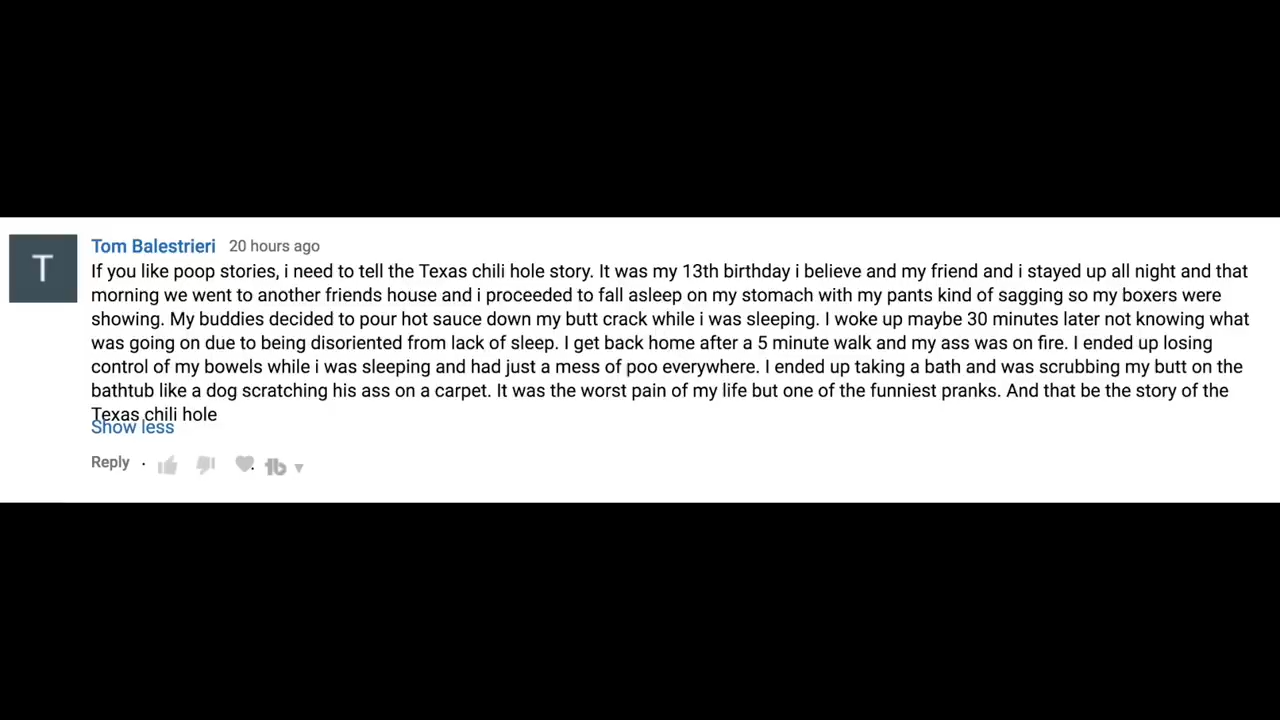 T
Tom Balestrieri 20 hours ago
If you like poop stories, i need to tell the Texas chili hole story. It was my 13th birthday i believe and my friend and i stayed up all night and that
morning we went to another friends house and i proceeded to fall asleep on my stomach with my pants kind of sagging so my boxers were
showing. My buddies decided to pour hot sauce down my butt crack while i was sleeping. I woke up maybe 30 minutes later not knowing what
was going on due to being disoriented from lack of sleep. I get back home after a 5 minute walk and my ass was on fire. I ended up losing
control of my bowels while i was sleeping and had just a mess of poo everywhere. I ended up taking a bath and was scrubbing my butt on the
bathtub like a dog scratching his ass on a carpet. It was the worst pain of my life but one of the funniest pranks. And that be the story of the
Texas chili hole
Show less
Reply